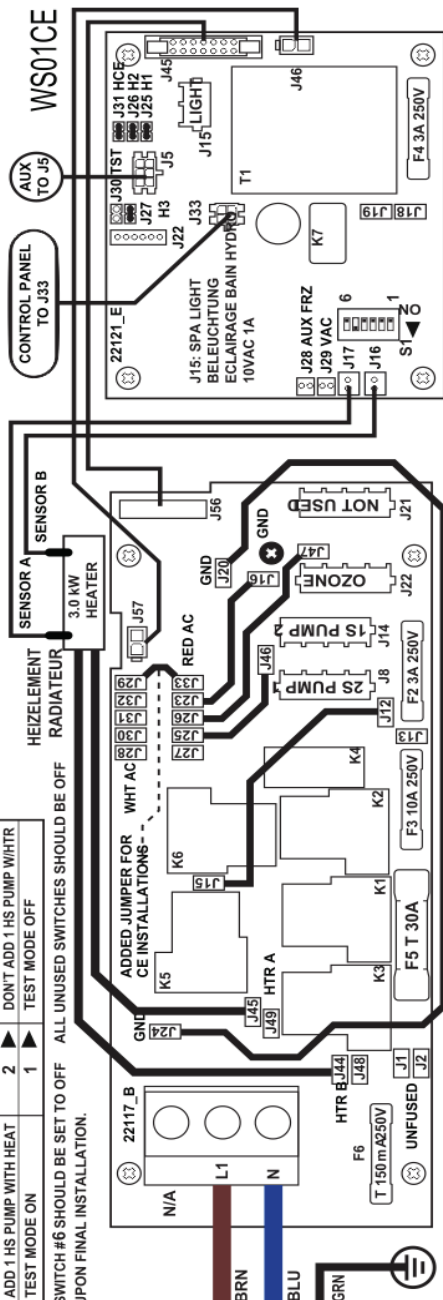 WS01CE
AUX
TO J5
CONTROL PANEL
TO J33
J45
J46
J31 HCE
J26 H2
J25 H1
J30 TST
J27 H3
J5
J15
LIGHT
J22
J33
T1
K7
F4 3A 250V
J19
J18
22121_E
J15: SPA LIGHT
BELEUCHTUNG
ECLAIRAGE BAIN HYDRO
10VAC 1A
J28 AUX FRZ
J29 VAC
6
1
NO
S1
J17
J16
SENSOR A
SENSOR B
3.0 kW
HEATER
HEIZELEMENT
RADIATEUR
J56
J57
GND
J20
J16
GND
J47
NOT USED
J21
OZONE
J22
RED AC
J29
J32
J31
J30
J28
J33
J23
J26
J25
J27
WHT AC
J46
1S PUMP 2
J14
2S PUMP 1
J8
J12
J13
F2 3A 250V
F3 10A 250V
F5 T 30A
K4
K2
K1
K3
K6
K5
J15
ADDED JUMPER FOR
CE INSTALLATIONS
HTR A
J45
J49
GND
J24
HTR B
J44
J48
J1
J2
UNFUSED
F6
T 150 mA250V
22117_B
N/A
L1
N
BRN
BLU
GRN
ADD 1 HS PUMP WITH HEAT 2 DON'T ADD 1 HS PUMP W/HTR
TEST MODE ON 1 TEST MODE OFF
SWITCH #6 SHOULD BE SET TO OFF ALL UNUSED SWITCHES SHOULD BE OFF
UPON FINAL INSTALLATION.